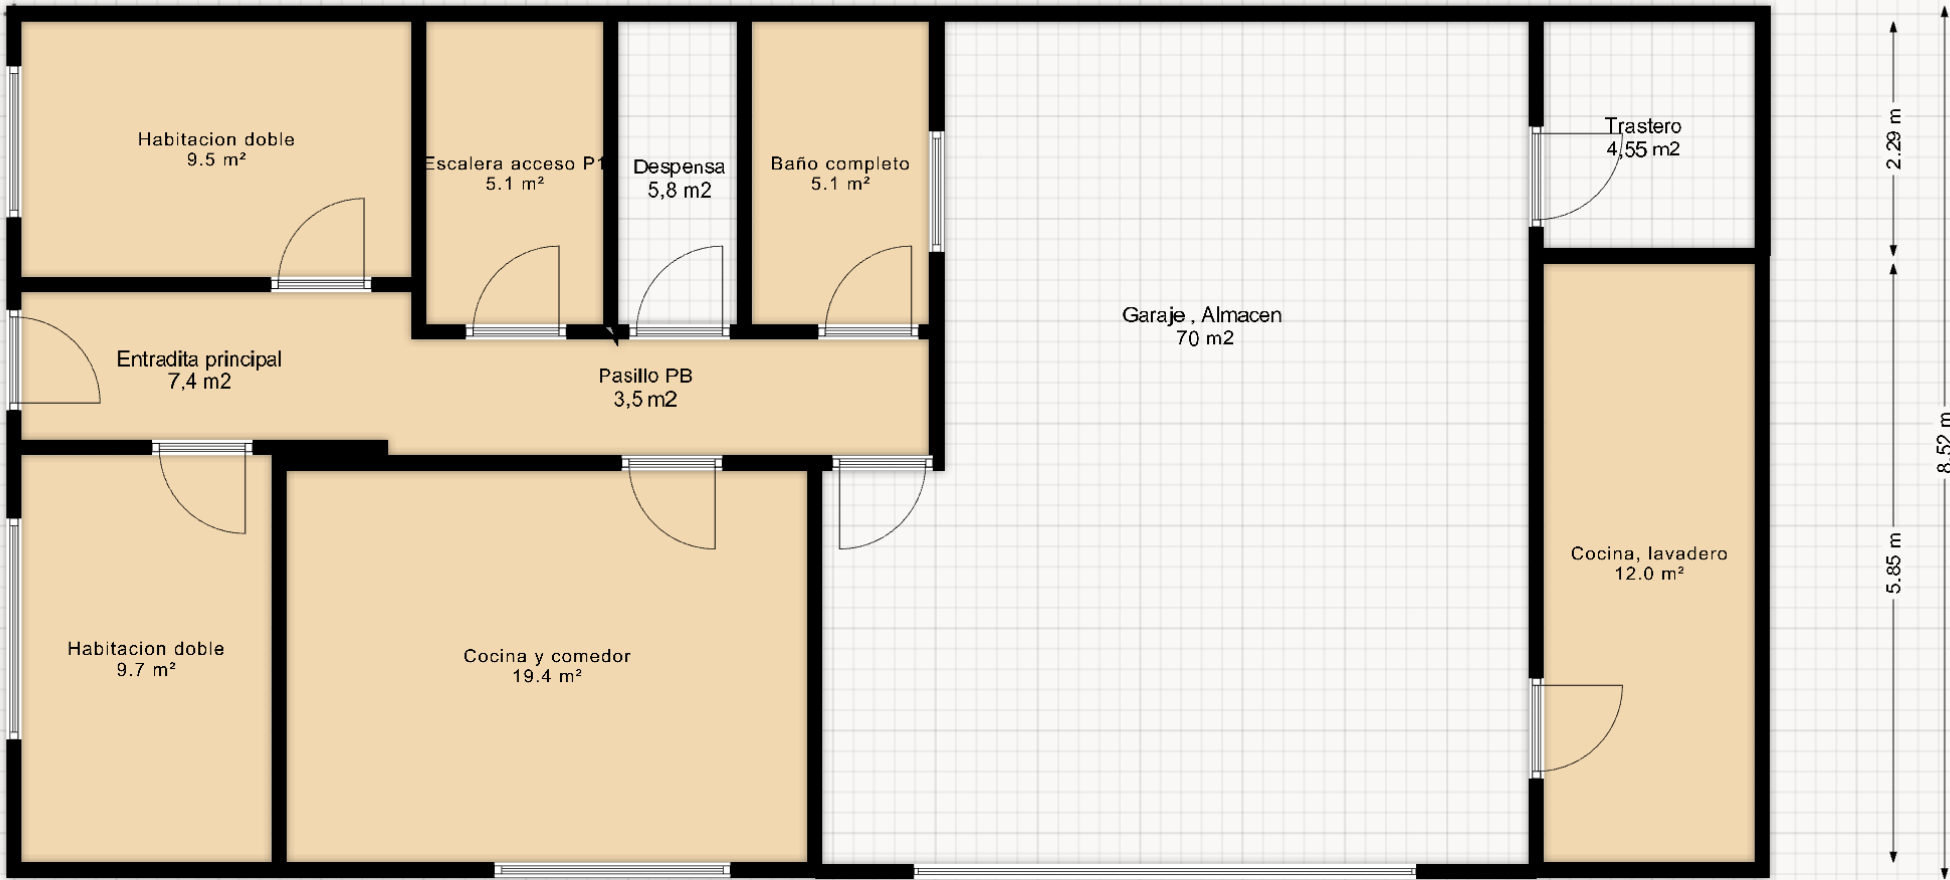 Habitacion doble
9.5 m²
Escalera acceso P1
5.1 m²
Despensa
5,8 m2
Baño completo
5.1 m²
Trastero
4,55 m2
2.29 m
Garaje , Almacen
70 m2
Entradita principal
7,4 m2
Pasillo PB
3,5 m2
8.52 m
Cocina, lavadero
12.0 m²
5.85 m
Habitacion doble
9.7 m²
Cocina y comedor
19.4 m²